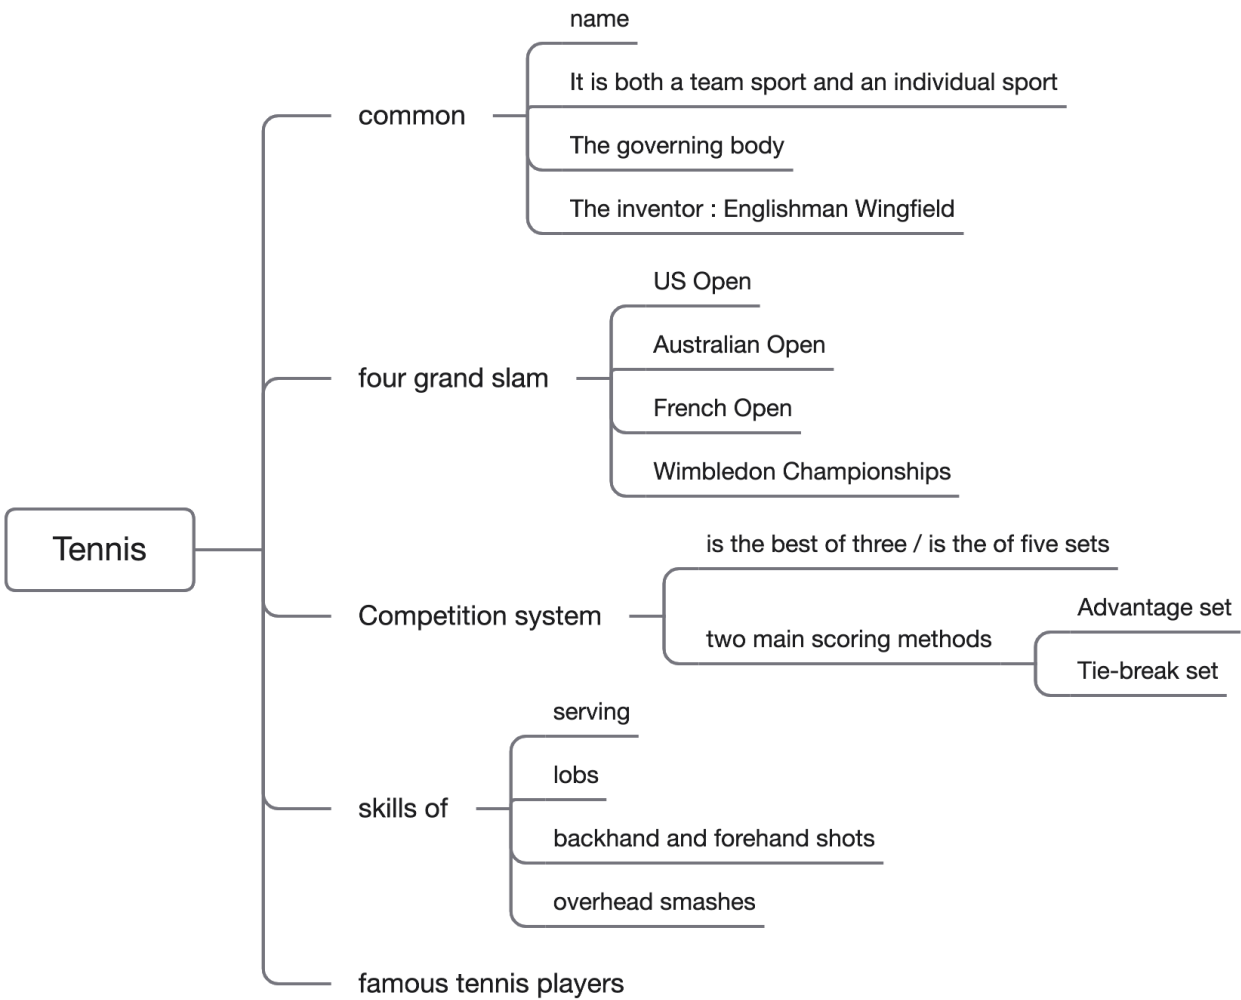 Tennis
common
name
It is both a team sport and an individual sport
The governing body
The inventor : Englishman Wingfield
four grand slam
US Open
Australian Open
French Open
Wimbledon Championships
Competition system
is the best of three / is the of five sets
two main scoring methods
Advantage set
Tie-break set
skills of
serving
lobs
backhand and forehand shots
overhead smashes
famous tennis players